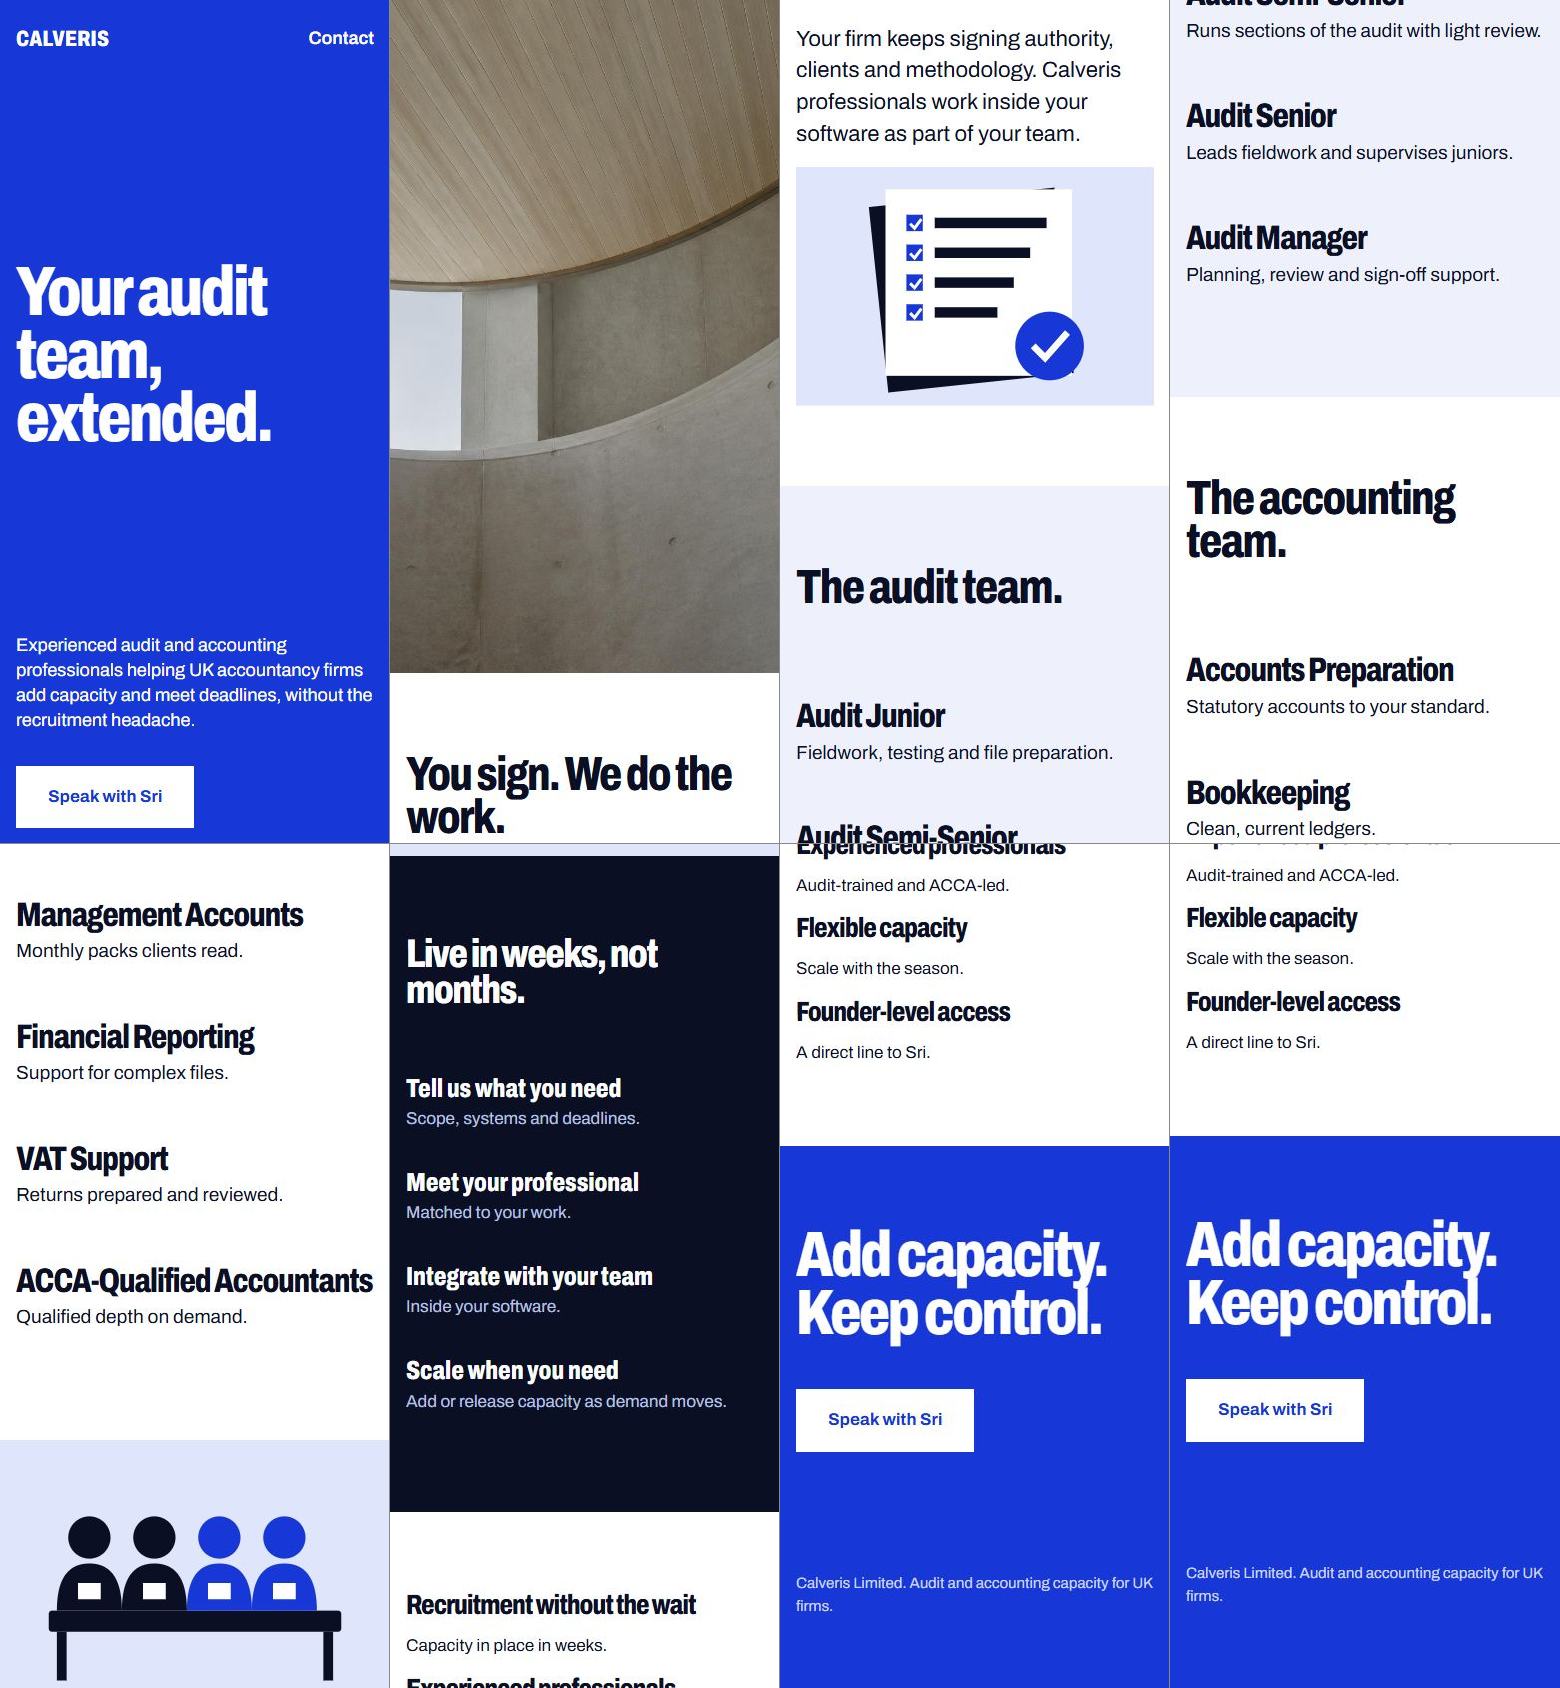 CALVERIS
Contact
Your audit
team,
extended.
Experienced audit and accounting
professionals helping UK accountancy firms
add capacity and meet deadlines, without the
recruitment headache.
Speak with Sri
You sign. We do the
work.
Your firm keeps signing authority,
clients and methodology. Calveris
professionals work inside your
software as part of your team.
The audit team.
Audit Junior
Fieldwork, testing and file preparation.
Audit Semi-Senior
Audit Semi-Senior
Runs sections of the audit with light review.
Audit Senior
Leads fieldwork and supervises juniors.
Audit Manager
Planning, review and sign-off support.
The accounting
team.
Accounts Preparation
Statutory accounts to your standard.
Bookkeeping
Clean, current ledgers.
Management Accounts
Monthly packs clients read.
Financial Reporting
Support for complex files.
VAT Support
Returns prepared and reviewed.
ACCA-Qualified Accountants
Qualified depth on demand.
Live in weeks, not
months.
Tell us what you need
Scope, systems and deadlines.
Meet your professional
Matched to your work.
Integrate with your team
Inside your software.
Scale when you need
Add or release capacity as demand moves.
Recruitment without the wait
Capacity in place in weeks.
Experienced professionals
Experienced professionals
Audit-trained and ACCA-led.
Flexible capacity
Scale with the season.
Founder-level access
A direct line to Sri.
Add capacity.
Keep control.
Speak with Sri
Calveris Limited. Audit and accounting capacity for UK
firms.
Audit-trained and ACCA-led.
Flexible capacity
Scale with the season.
Founder-level access
A direct line to Sri.
Add capacity.
Keep control.
Speak with Sri
Calveris Limited. Audit and accounting capacity for UK
firms.